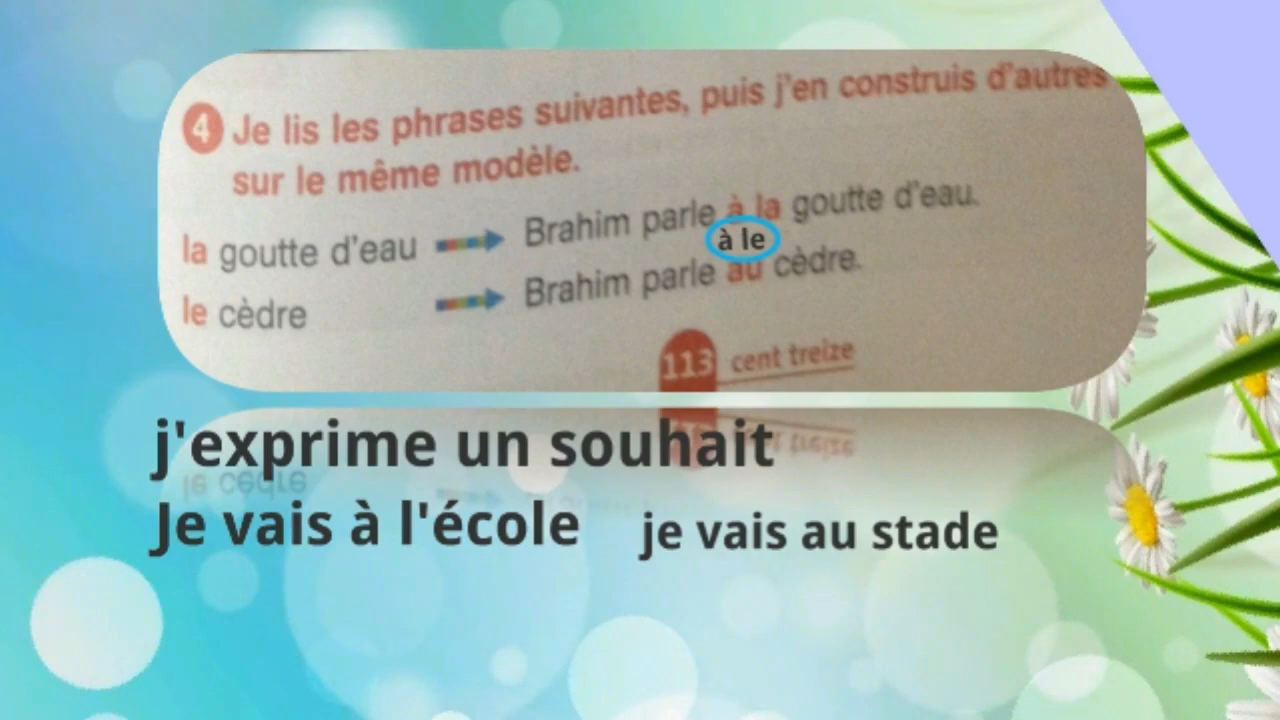 4 Je lis les phrases suivantes, puis j'en construis d'autres
sur le même modèle.
la goutte d'eau Brahim parle à la goutte d'eau.
à le
le cèdre Brahim parle au cèdre.
113 cent treize
j'exprime un souhait
Je vais à l'école je vais au stade